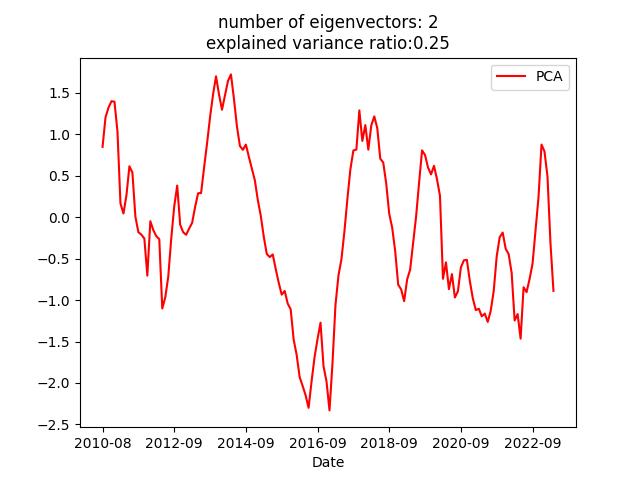 number of eigenvectors: 2
explained variance ratio:0.25
PCA
1.5
1.0
0.5
0.0
−0.5
−1.0
−1.5
−2.0
−2.5
2010-08 2012-09 2014-09 2016-09 2018-09 2020-09 2022-09
Date